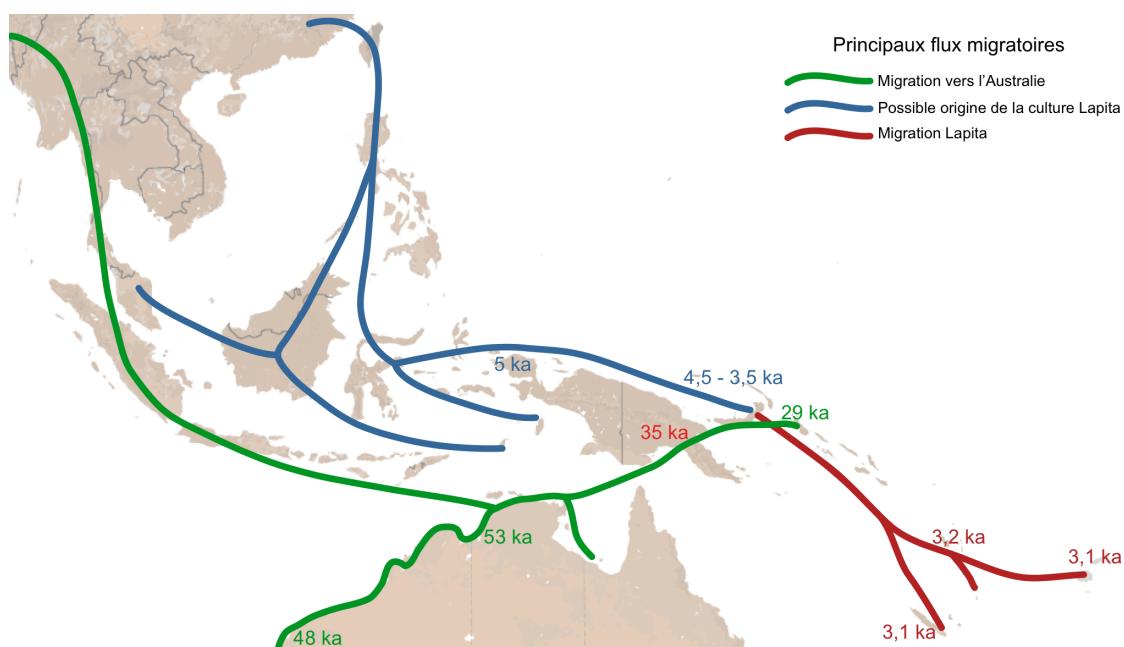 Principaux flux migratoires
Migration vers l'Australie
Possible origine de la culture Lapita
Migration Lapita
5 ka
4,5 - 3,5 ka
29 ka
35 ka
53 ka
3,2 ka
3,1 ka
3,1 ka
48 ka